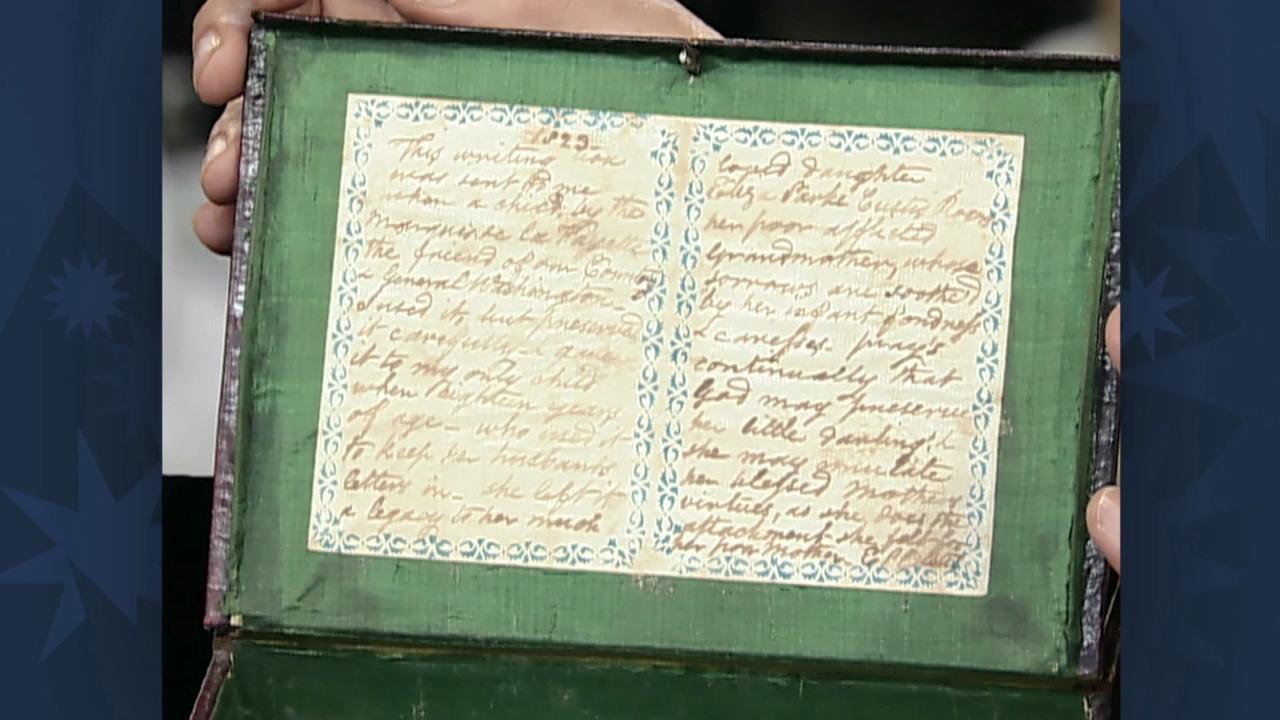 1823
This writing box
was sent to me
when a child by the
Marquis de La Fayette
the friend of our Country
& General Washington -
I used it, but preserved
it carefully - & gave
it to my only child
when Eighteen years
of age - who used it
to keep her husbands
letters in - she left it
a legacy to her much
loved daughter
Eliza Parke Custis
her poor afflicted
Grandmother, whose
sorrows are soothed
by her infant fondness
& caresses - pray's
continually that
God may preserve
her little darling &
she may emulate
her blessed Mothers
virtues, as she does the
attachment she
her poor Mother